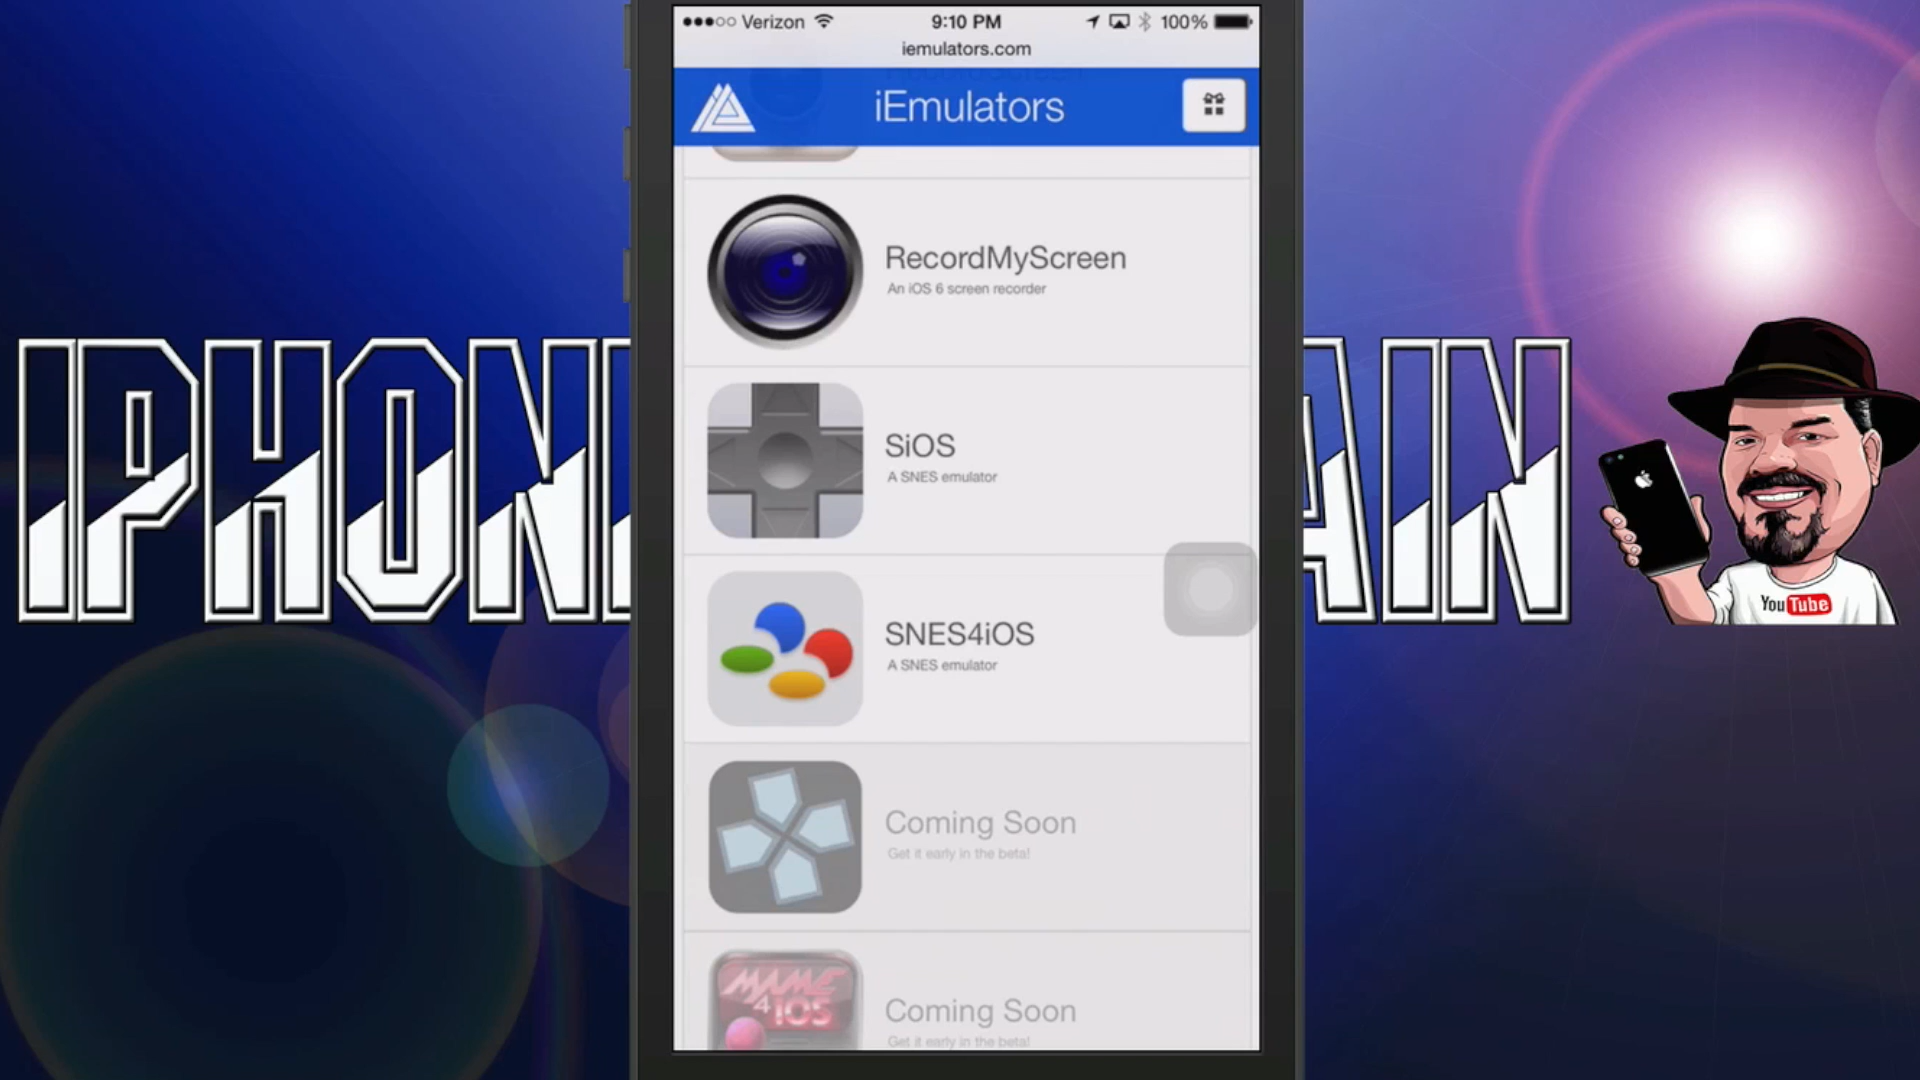 Verizon 9:10 PM 100%
iemulators.com
iEmulators
RecordMyScreen
An iOS 6 screen recorder
SiOS
A SNES emulator
SNES4iOS
A SNES emulator
Coming Soon
Get it early in the beta!
MAME
4iOS
Coming Soon
Get it early in the beta!
IPHON
AIN
YouTube